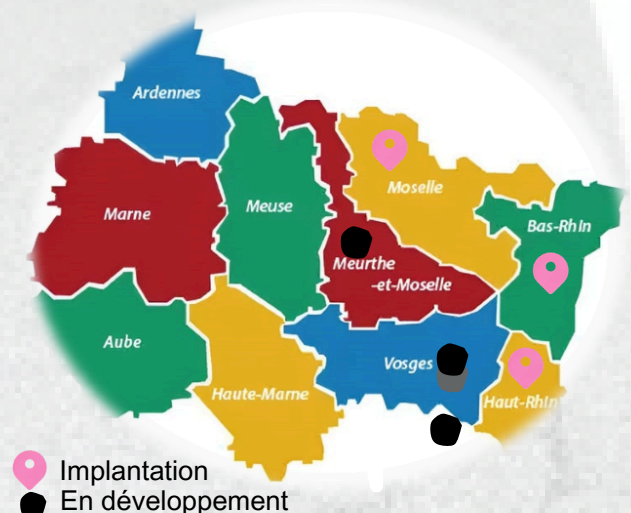 Ardennes
Marne
Meuse
Moselle
Bas-Rhin
Meurthe
-et-Moselle
Aube
Haute-Marne
Vosges
Haut-Rhin
Implantation
En développement